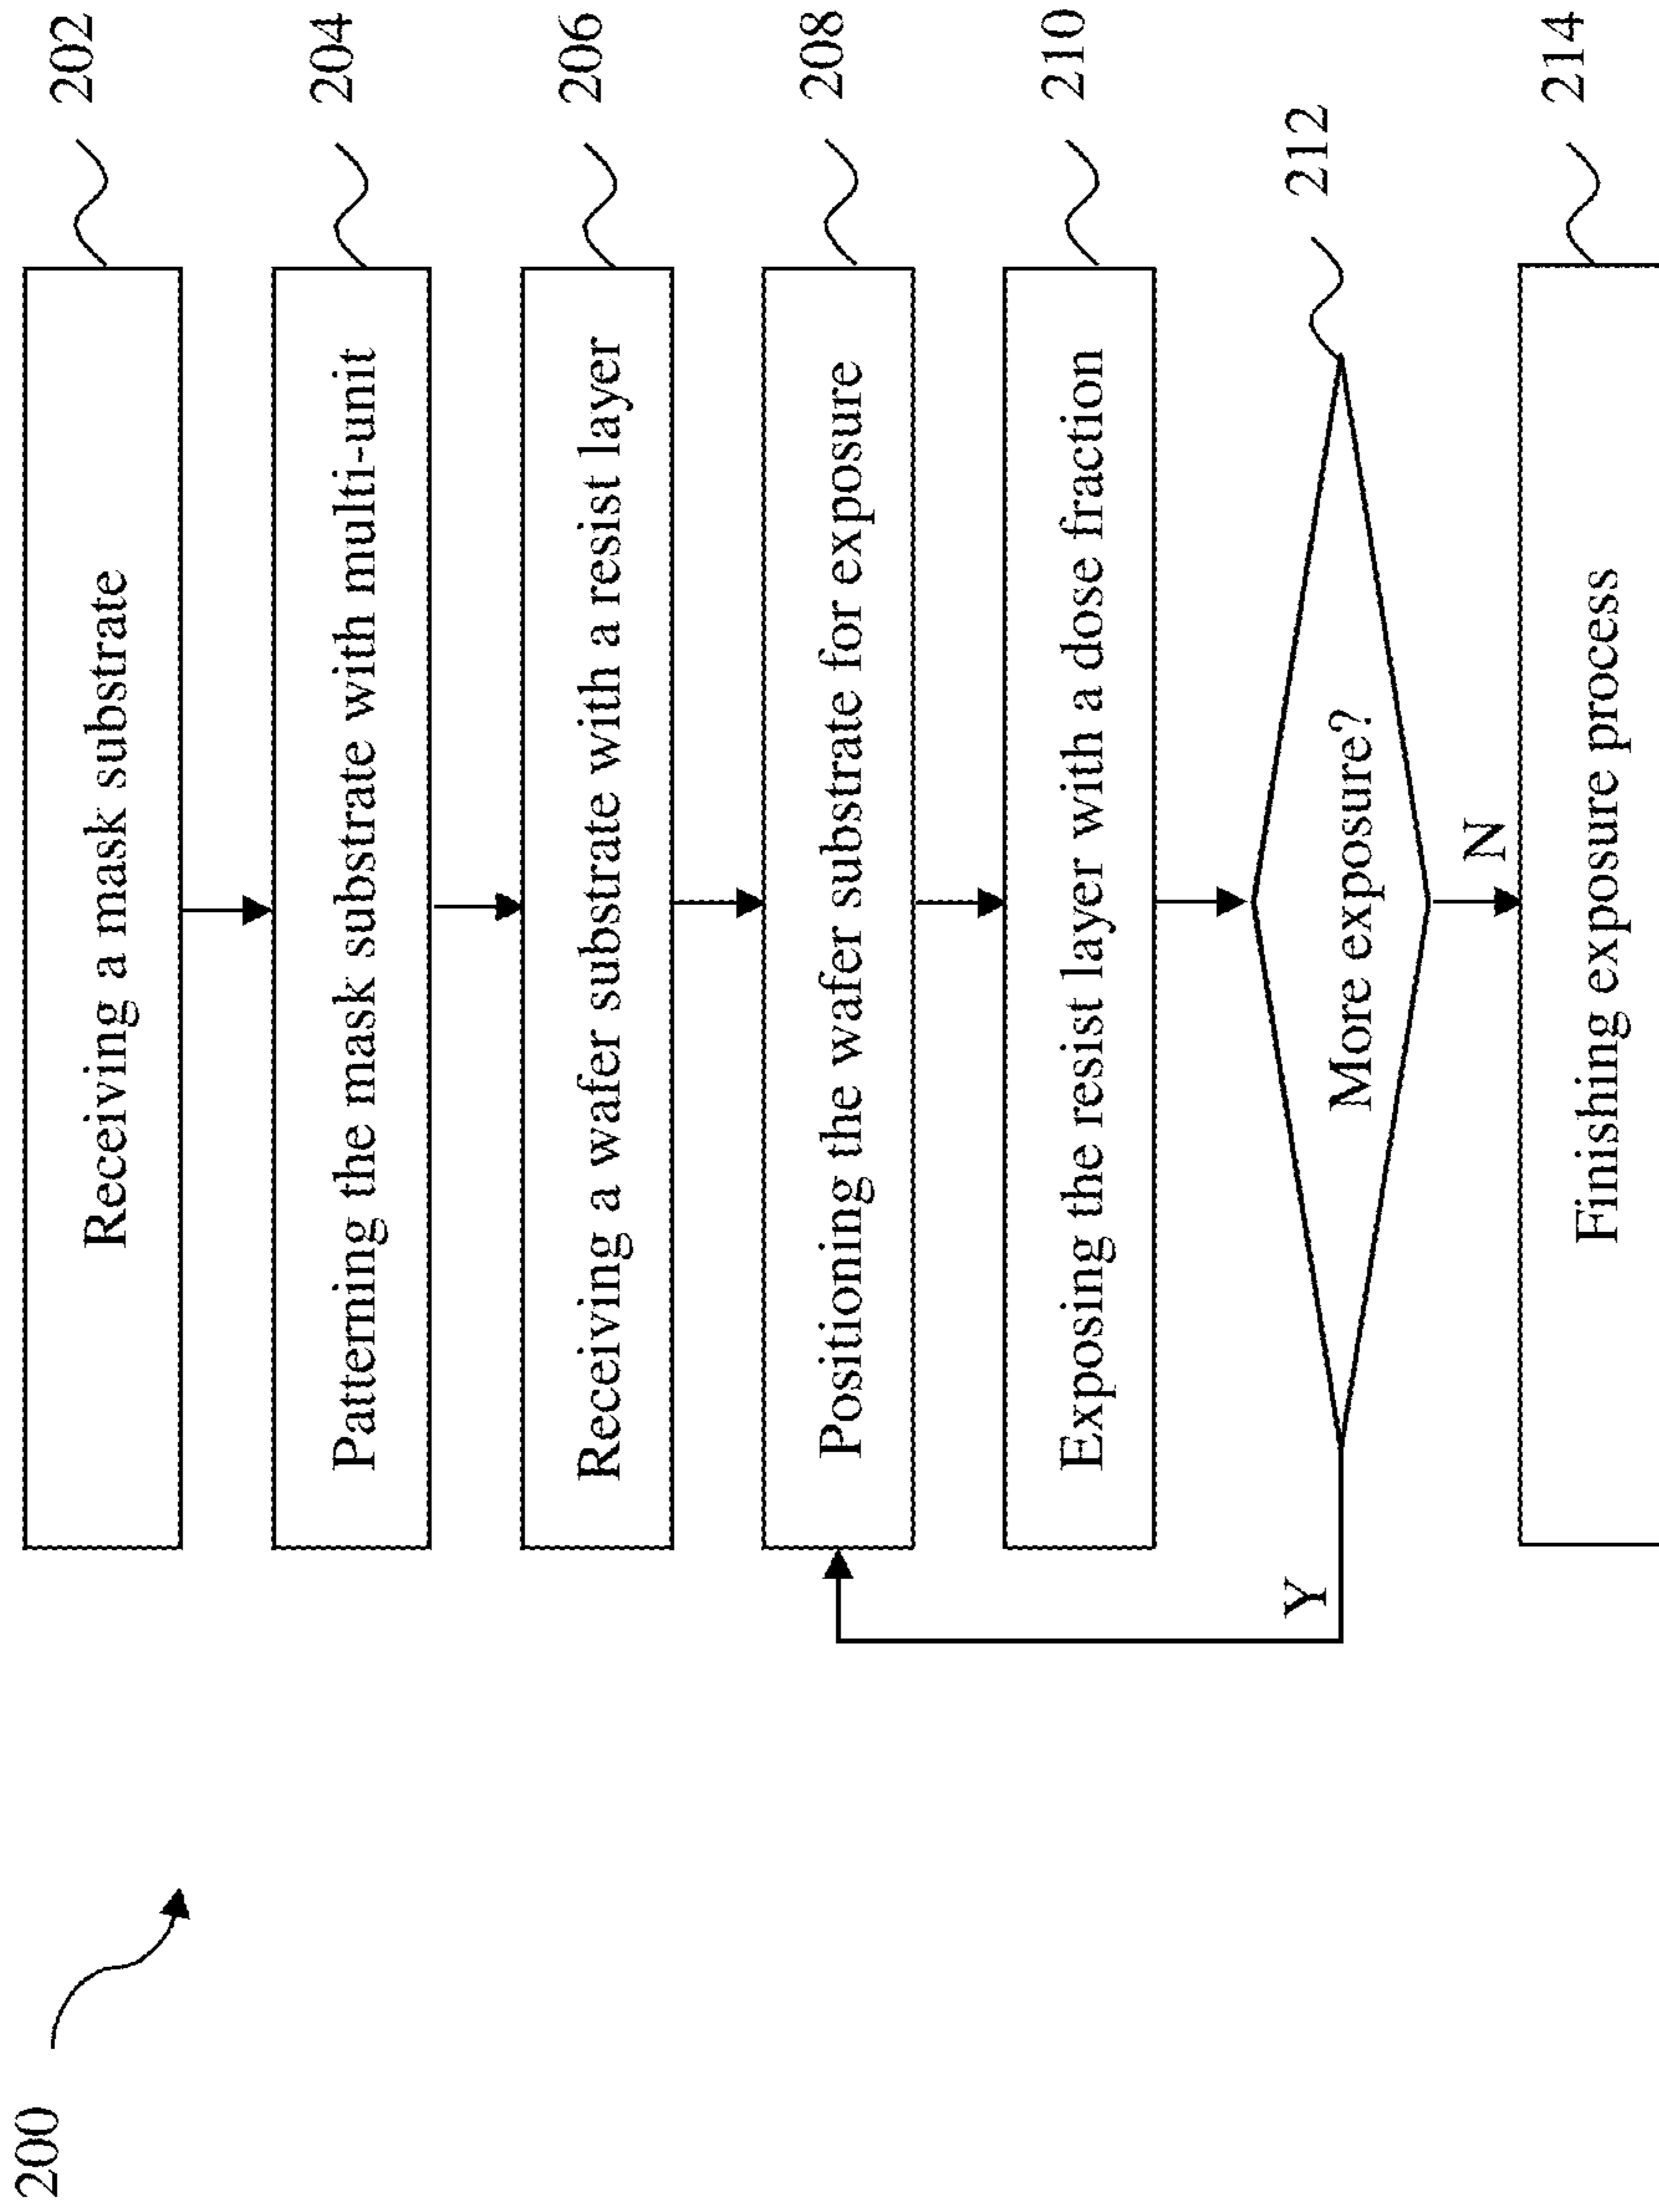 200
Receiving a mask substrate
202
Patterning the mask substrate with multi-unit
204
Receiving a wafer substrate with a resist layer
206
Positioning the wafer substrate for exposure
208
Exposing the resist layer with a dose fraction
210
More exposure?
212
Y
N
Finishing exposure process
214